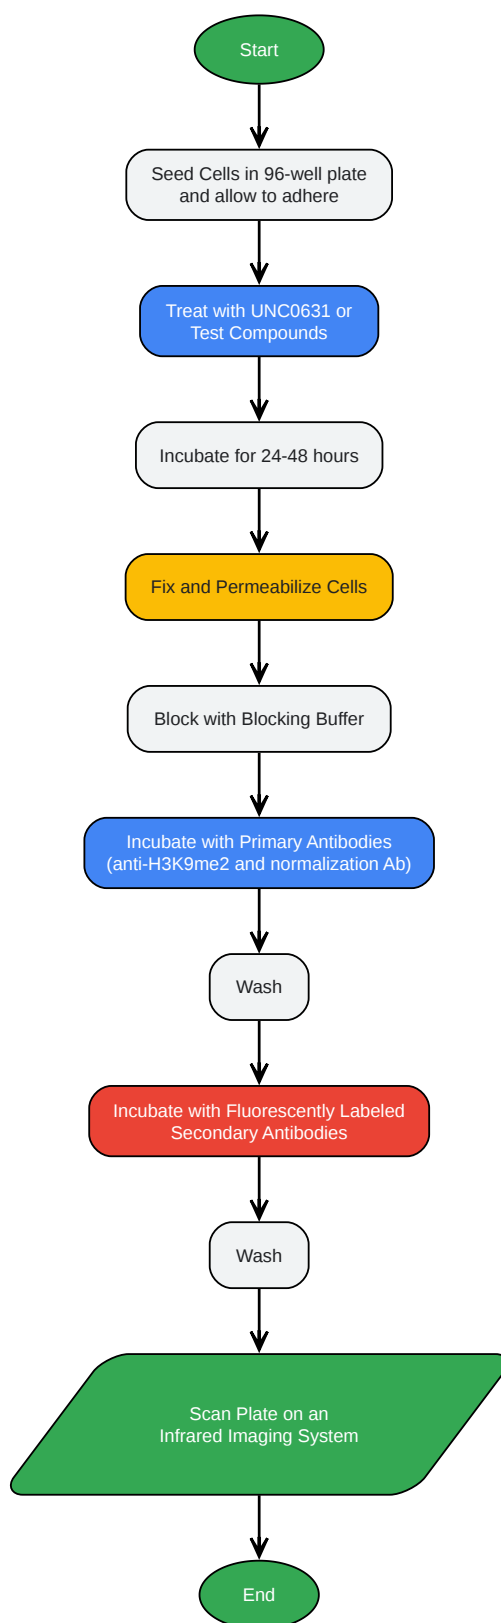 Start
Seed Cells in 96-well plate
and allow to adhere
Treat with UNC0631 or
Test Compounds
Incubate for 24-48 hours
Fix and Permeabilize Cells
Block with Blocking Buffer
Incubate with Primary Antibodies
(anti-H3K9me2 and normalization Ab)
Wash
Incubate with Fluorescently Labeled
Secondary Antibodies
Wash
Scan Plate on an
Infrared Imaging System
End